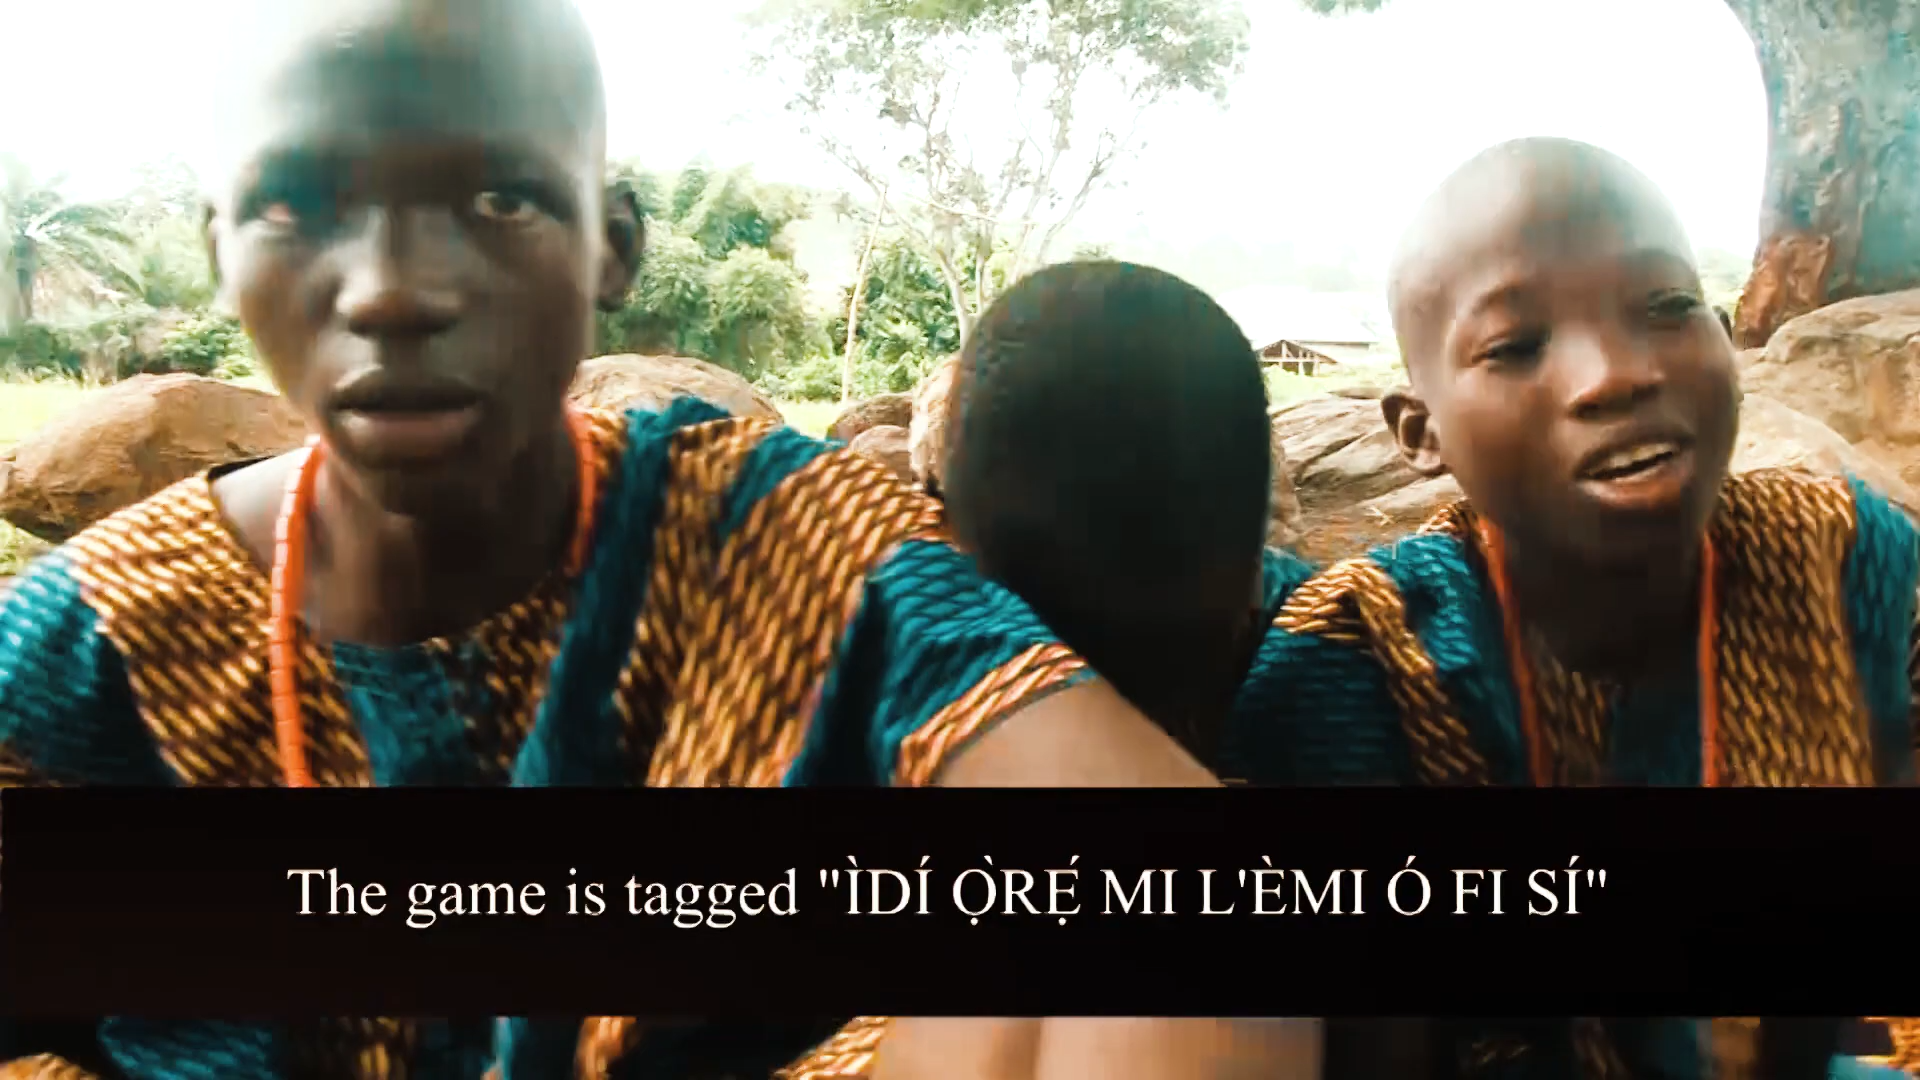 The game is tagged "ÌDÍ Ọ̀RẸ́ MI L'ÈMI Ó FI SÍ"